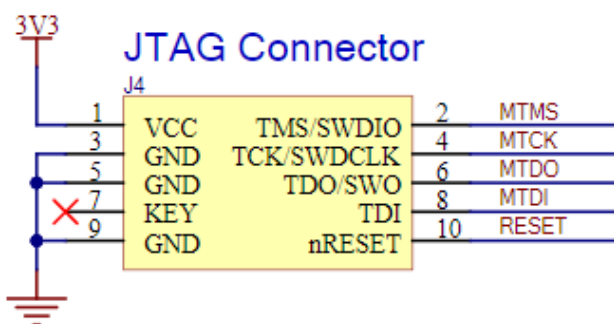 3V3
JTAG Connector
J4
1 VCC TMS/SWDIO 2 MTMS
3 GND TCK/SWDCLK 4 MTCK
5 GND TDO/SWO 6 MTDO
7 KEY TDI 8 MTDI
9 GND nRESET 10 RESET